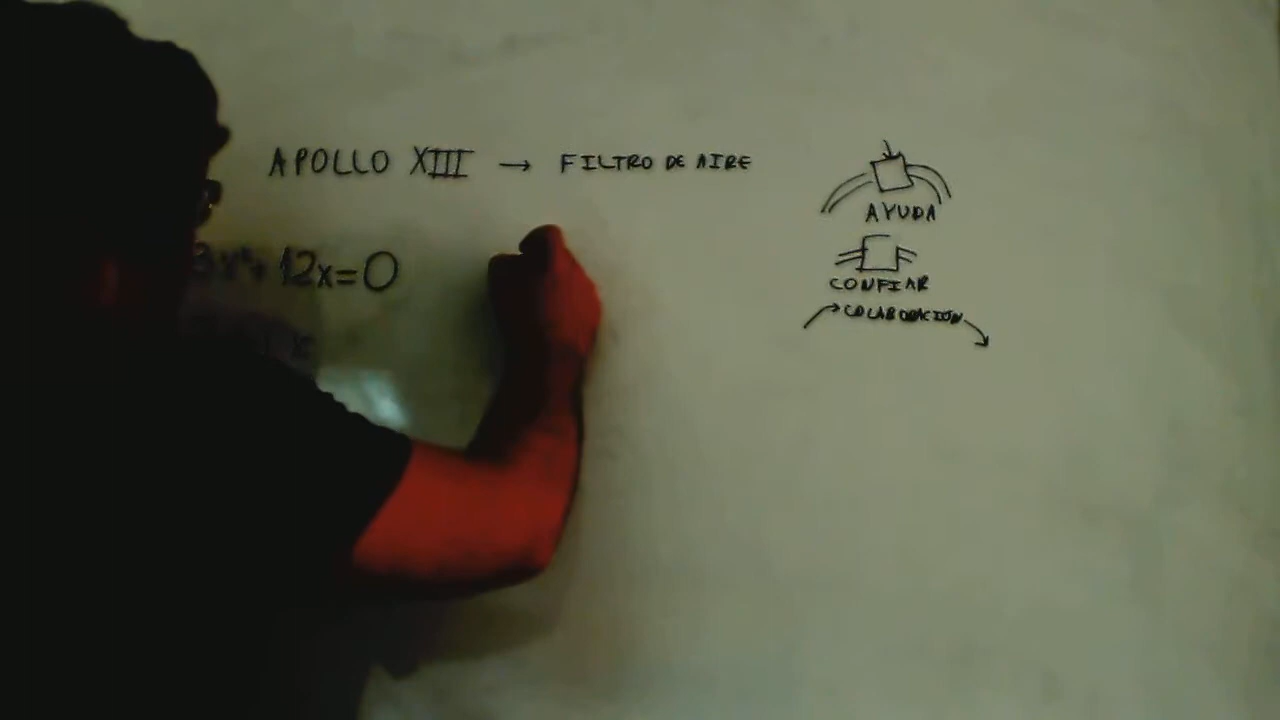 APOLLO XIII → FILTRO DE AIRE
12x=0
AYUDA
CONFIAR
COLABORACIÓN